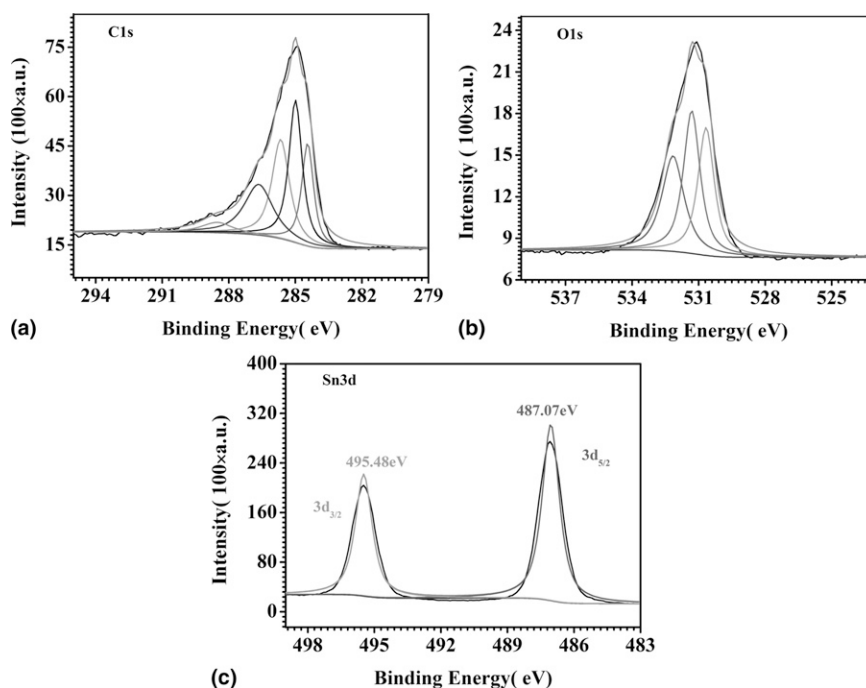 C1s
Intensity (100×a.u.)
75
60
45
30
15
294 291 288 285 282 279
Binding Energy( eV)
(a)
O1s
Intensity ( 100×a.u.)
24
21
18
15
12
9
6
537 534 531 528 525
Binding Energy( eV)
(b)
Sn3d
Intensity( 100×a.u.)
400
320
240
160
80
0
487.07eV
3d5/2
495.48eV
3d3/2
498 495 492 489 486 483
Binding Energy( eV)
(c)